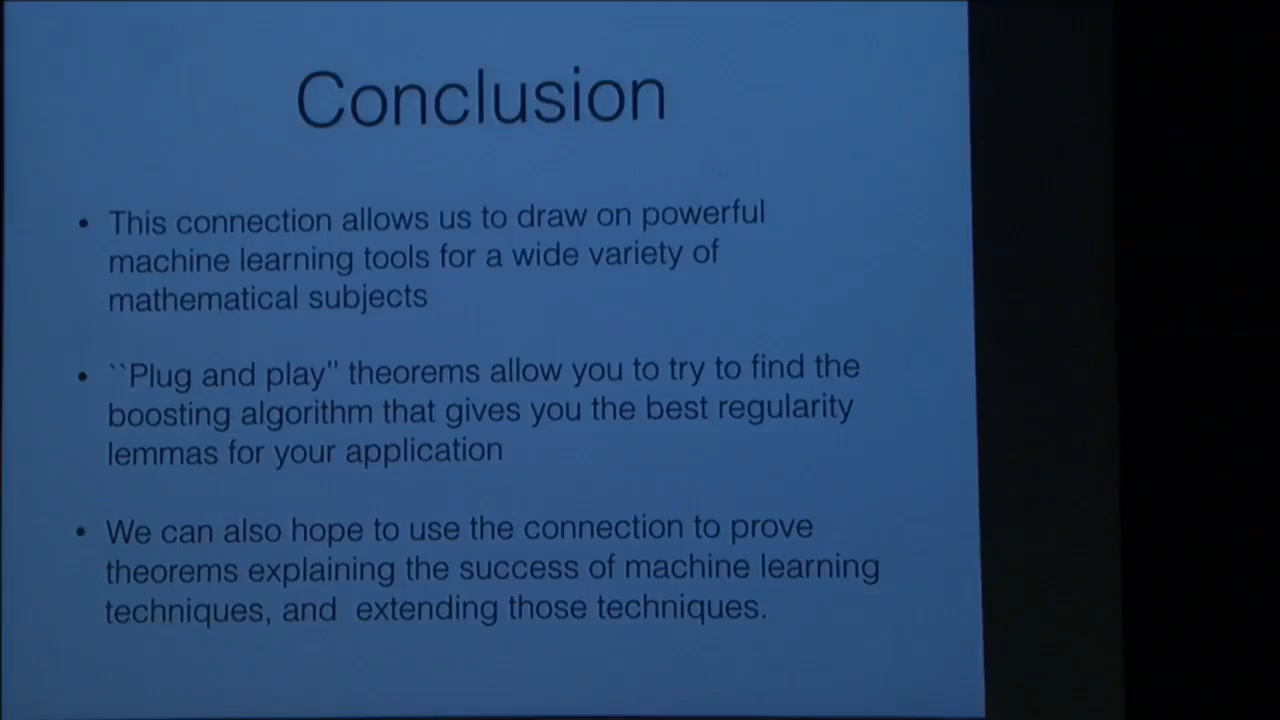 Conclusion
• This connection allows us to draw on powerful
machine learning tools for a wide variety of
mathematical subjects
• ``Plug and play'' theorems allow you to try to find the
boosting algorithm that gives you the best regularity
lemmas for your application
• We can also hope to use the connection to prove
theorems explaining the success of machine learning
techniques, and  extending those techniques.